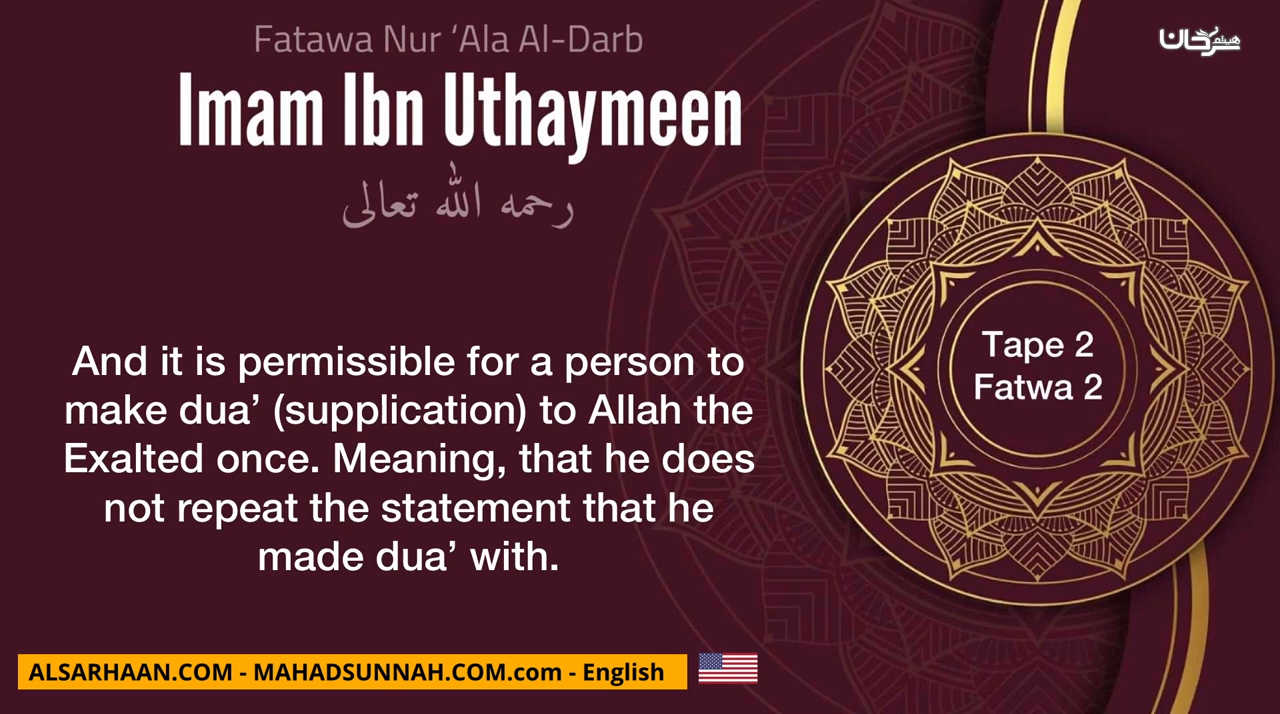 Fatawa Nur ‘Ala Al-Darb
هيثم سرحان
Imam Ibn Uthaymeen
رحمه الله تعالى
And it is permissible for a person to
make dua’ (supplication) to Allah the
Exalted once. Meaning, that he does
not repeat the statement that he
made dua’ with.
Tape 2
Fatwa 2
ALSARHAAN.COM - MAHADSUNNAH.COM.com - English